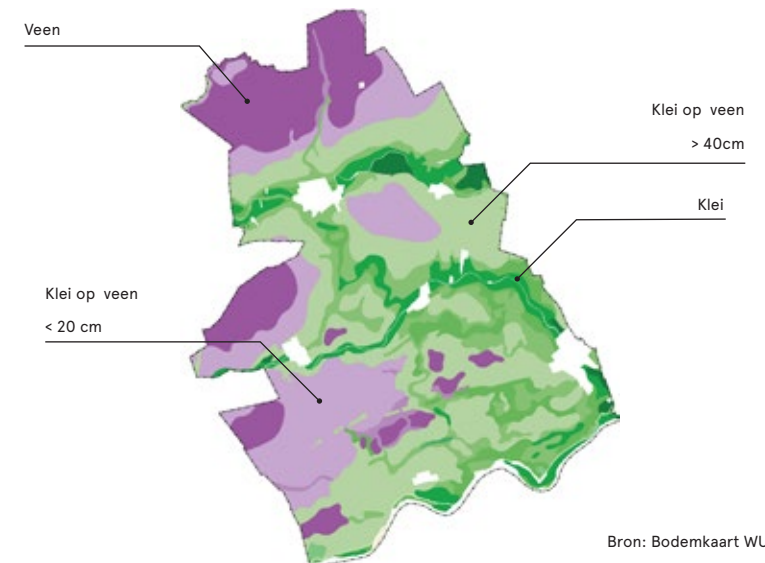 Veen
Klei op veen
> 40cm
Klei
Klei op veen
< 20 cm
Bron: Bodemkaart WU